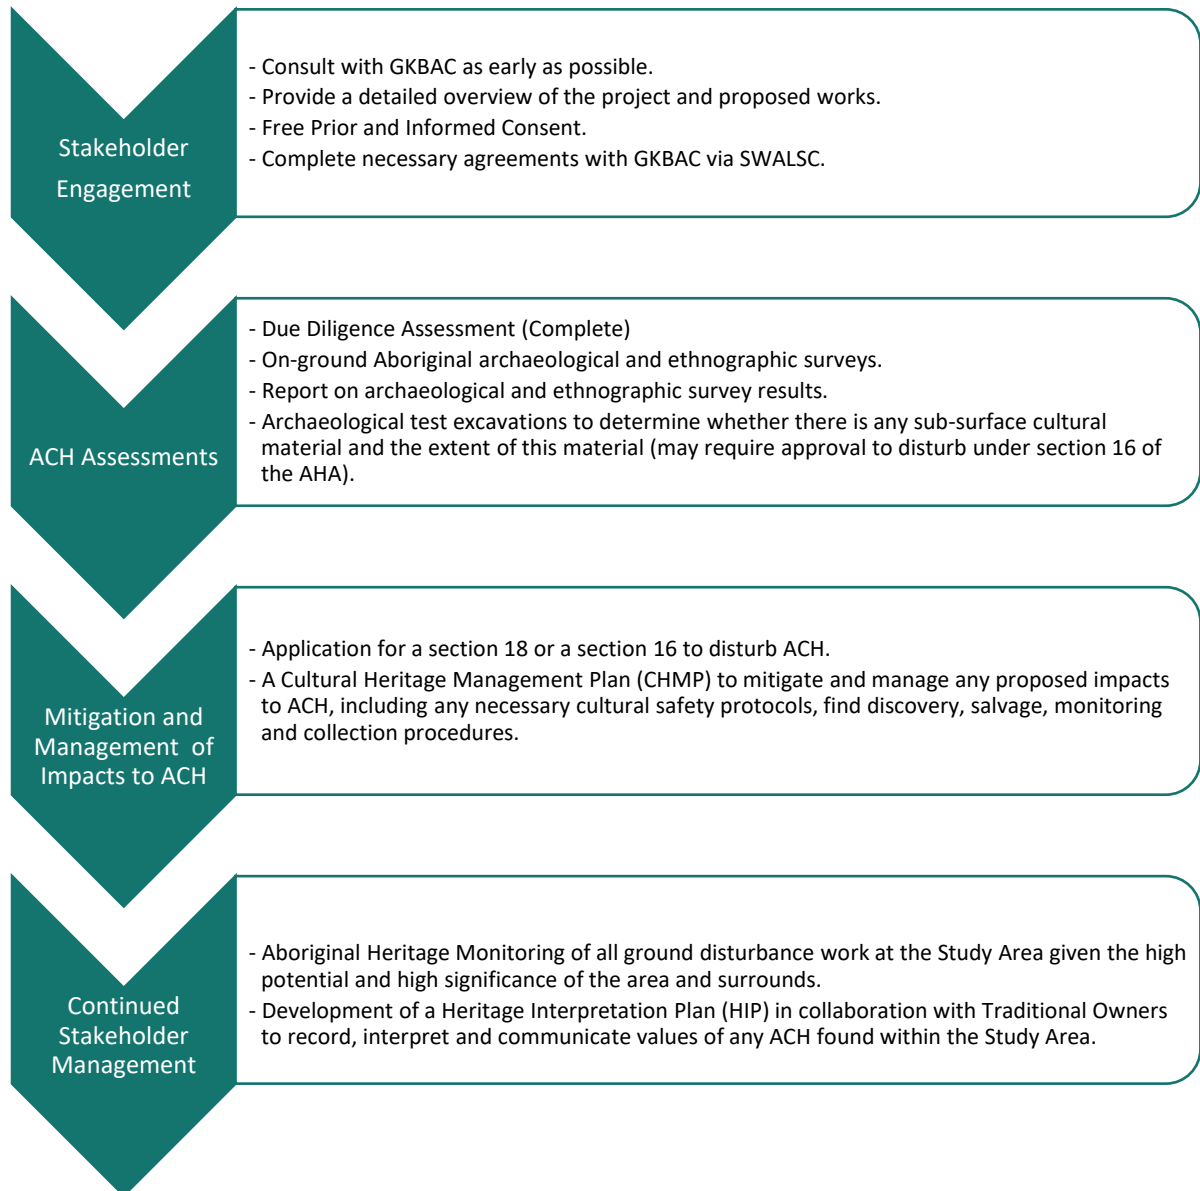 Stakeholder
Engagement
- Consult with GKBAC as early as possible.
- Provide a detailed overview of the project and proposed works.
- Free Prior and Informed Consent.
- Complete necessary agreements with GKBAC via SWALSC.
ACH Assessments
- Due Diligence Assessment (Complete)
- On-ground Aboriginal archaeological and ethnographic surveys.
- Report on archaeological and ethnographic survey results.
- Archaeological test excavations to determine whether there is any sub-surface cultural
material and the extent of this material (may require approval to disturb under section 16 of
the AHA).
Mitigation and
Management of
Impacts to ACH
- Application for a section 18 or a section 16 to disturb ACH.
- A Cultural Heritage Management Plan (CHMP) to mitigate and manage any proposed impacts
to ACH, including any necessary cultural safety protocols, find discovery, salvage, monitoring
and collection procedures.
Continued
Stakeholder
Management
- Aboriginal Heritage Monitoring of all ground disturbance work at the Study Area given the high
potential and high significance of the area and surrounds.
- Development of a Heritage Interpretation Plan (HIP) in collaboration with Traditional Owners
to record, interpret and communicate values of any ACH found within the Study Area.